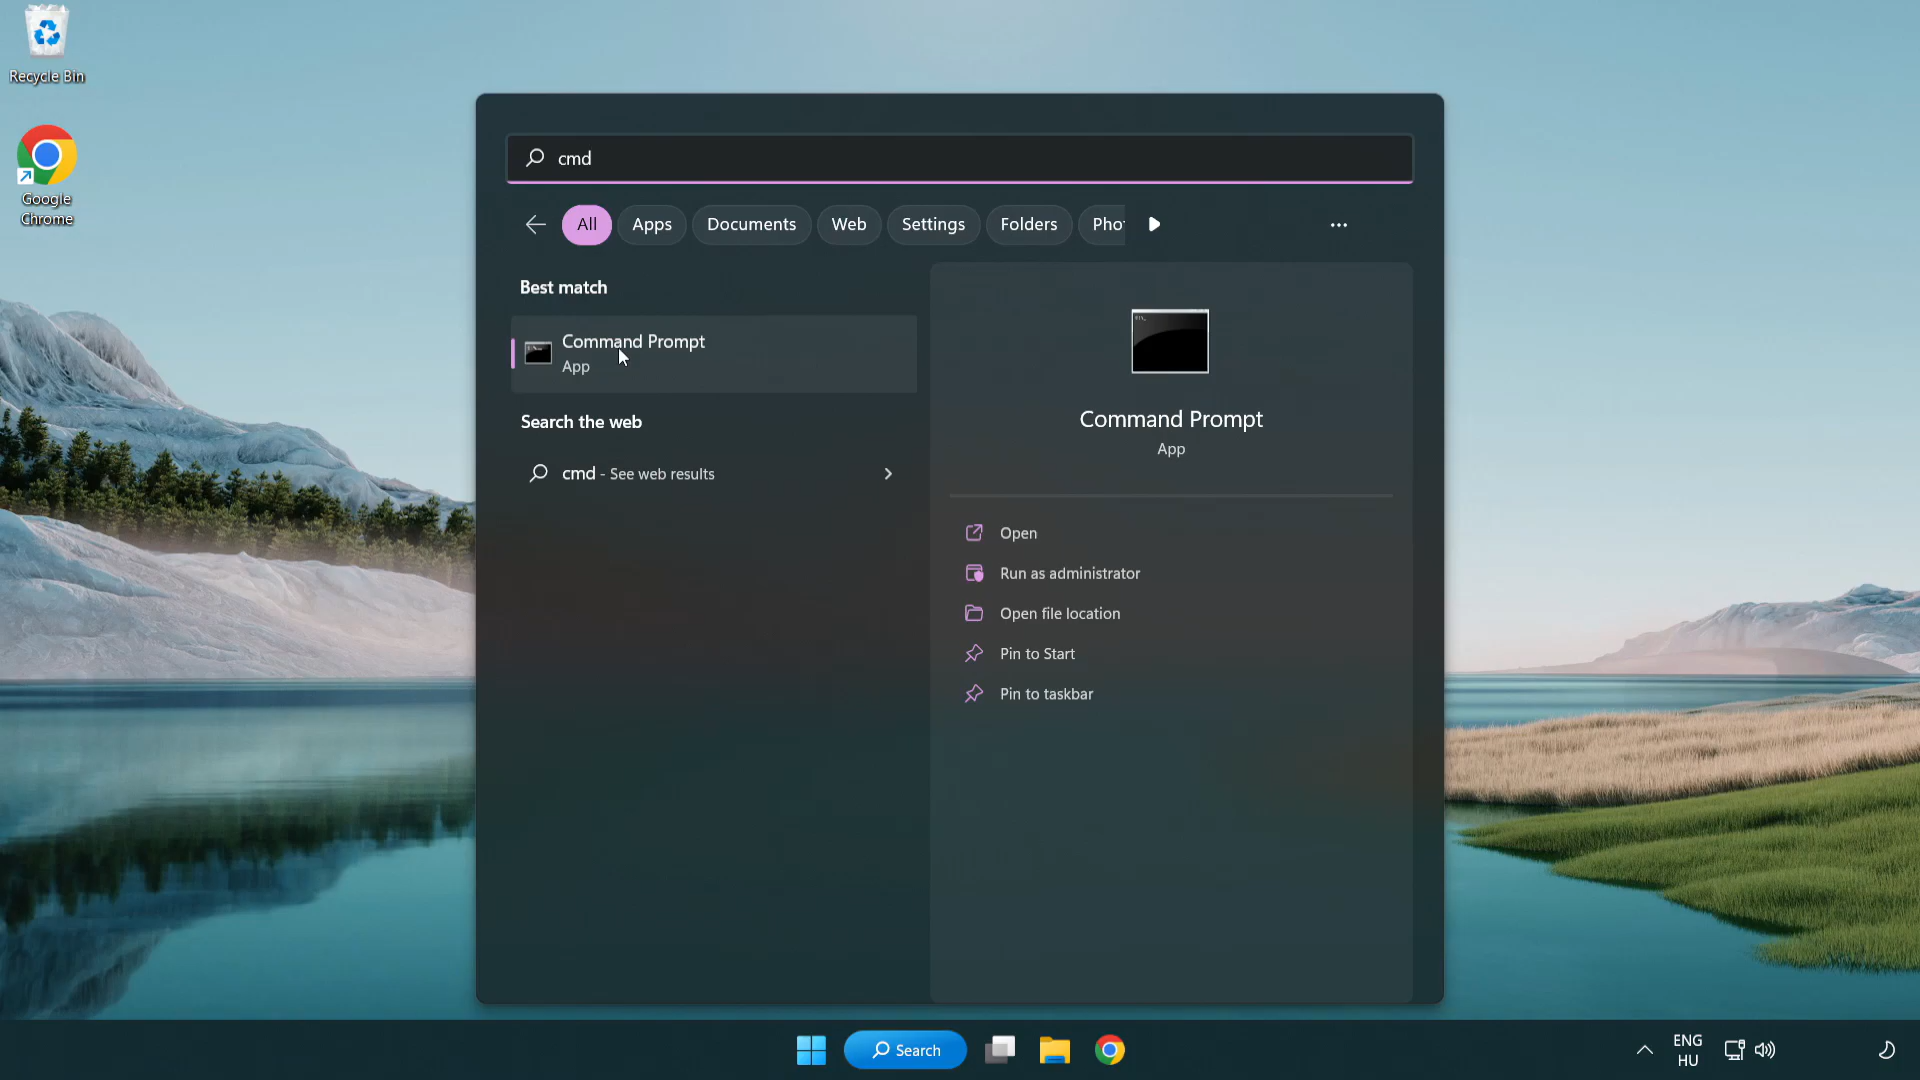 Recycle Bin
Google
Chrome
cmd
All
Apps
Documents
Web
Settings
Folders
Pho
Best match
Command Prompt
App
Search the web
cmd - See web results
Command Prompt
App
Open
Run as administrator
Open file location
Pin to Start
Pin to taskbar
Search
ENG
HU